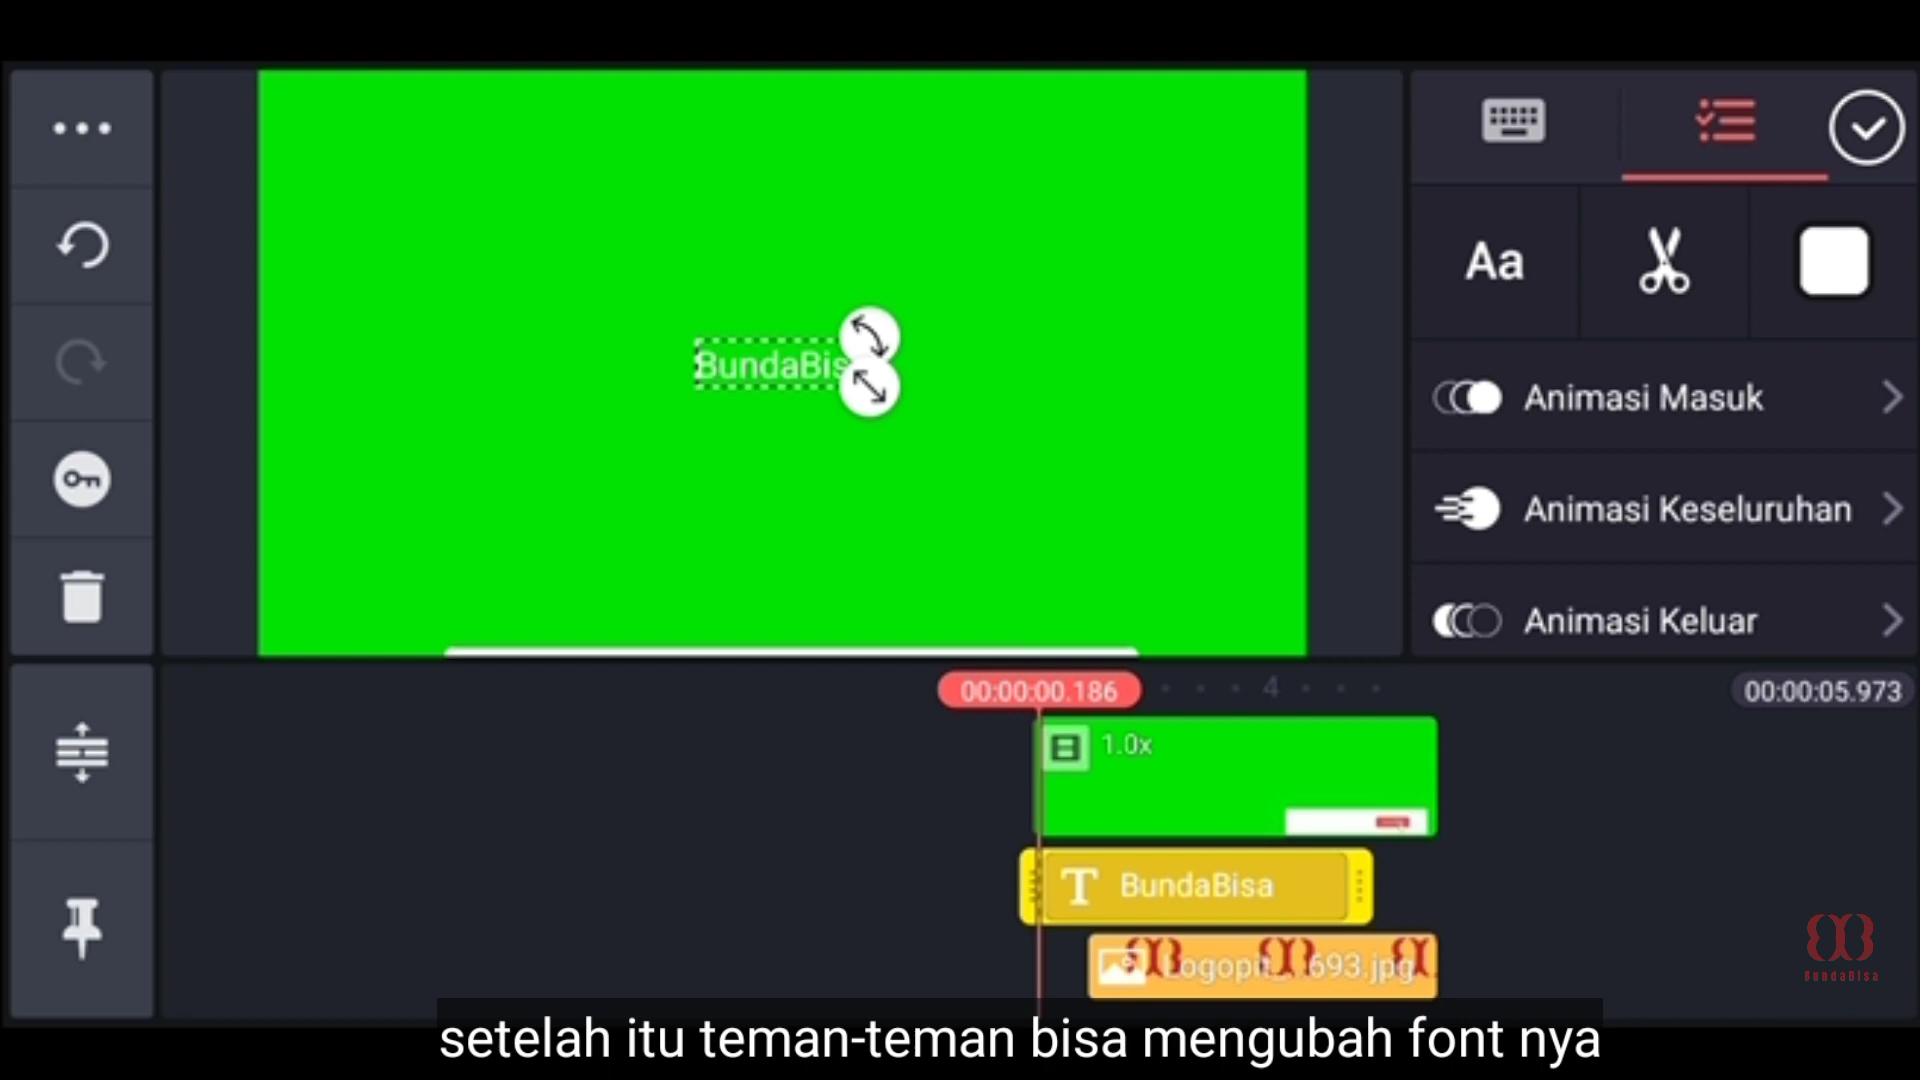 Aa
BundaBis
Animasi Masuk
Animasi Keseluruhan
Animasi Keluar
00:00:00.186
4
00:00:05.973
1.0x
T BundaBisa
Logopit_...693.jpg
BundaBisa
setelah itu teman-teman bisa mengubah font nya